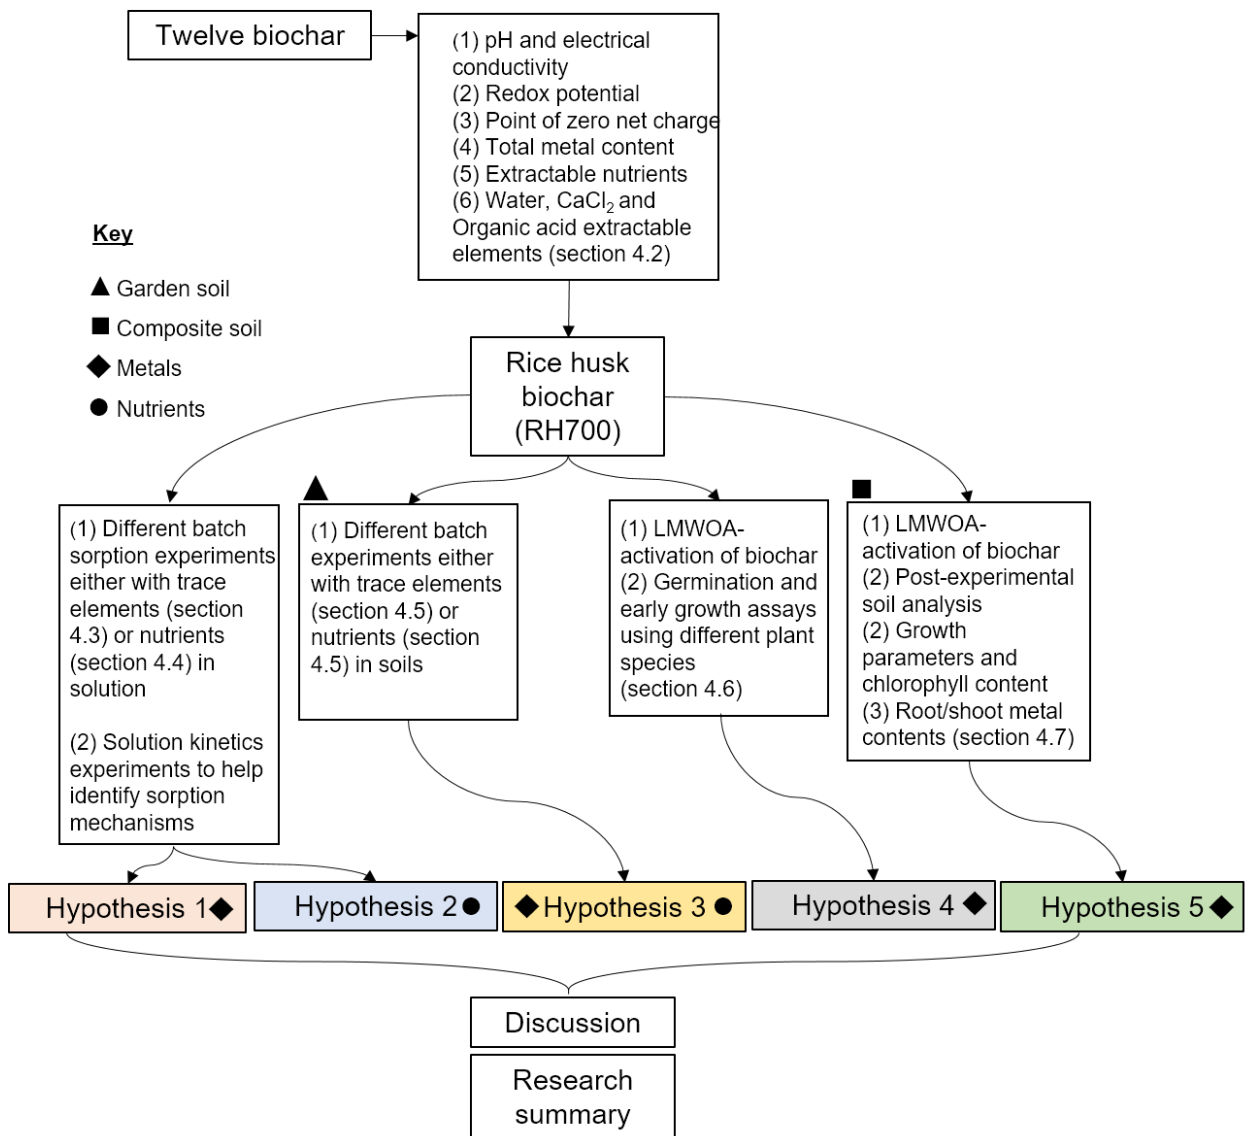 Twelve biochar
(1) pH and electrical
conductivity
(2) Redox potential
(3) Point of zero net charge
(4) Total metal content
(5) Extractable nutrients
(6) Water, CaCl₂ and
Organic acid extractable
elements (section 4.2)
Key
Garden soil
Composite soil
Metals
Nutrients
Rice husk
biochar
(RH700)
(1) Different batch
sorption experiments
either with trace
elements (section
4.3) or nutrients
(section 4.4) in
solution
(2) Solution kinetics
experiments to help
identify sorption
mechanisms
(1) Different batch
experiments either
with trace elements
(section 4.5) or
nutrients (section
4.5) in soils
(1) LMWOA-
activation of biochar
(2) Germination and
early growth assays
using different plant
species
(section 4.6)
(1) LMWOA-
activation of biochar
(2) Post-experimental
soil analysis
(2) Growth
parameters and
chlorophyll content
(3) Root/shoot metal
contents (section 4.7)
Hypothesis 1
Hypothesis 2
Hypothesis 3
Hypothesis 4
Hypothesis 5
Discussion
Research
summary